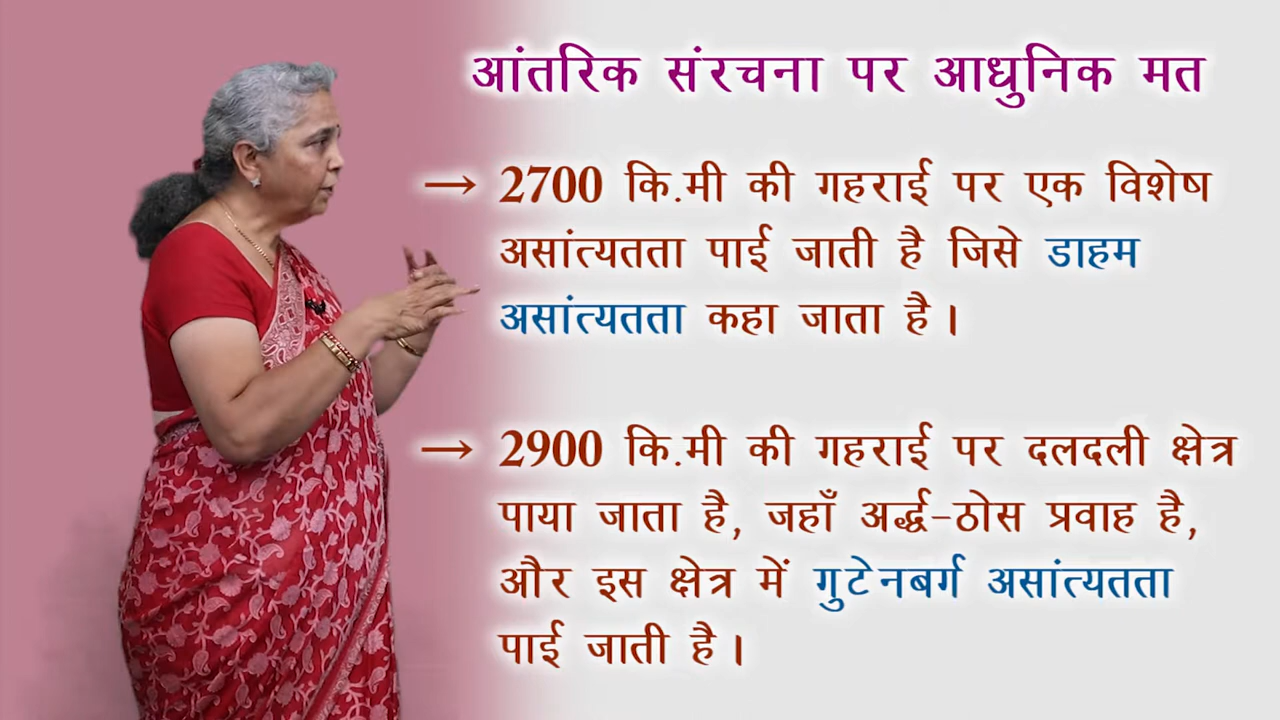 आंतरिक संरचना पर आधुनिक मत
→ 2700 कि.मी की गहराई पर एक विशेष
असांत्यतता पाई जाती है जिसे डाहम
असांत्यतता कहा जाता है।
→ 2900 कि.मी की गहराई पर दलदली क्षेत्र
पाया जाता है, जहाँ अर्द्ध-ठोस प्रवाह है,
और इस क्षेत्र में गुटेनबर्ग असांत्यतता
पाई जाती है।